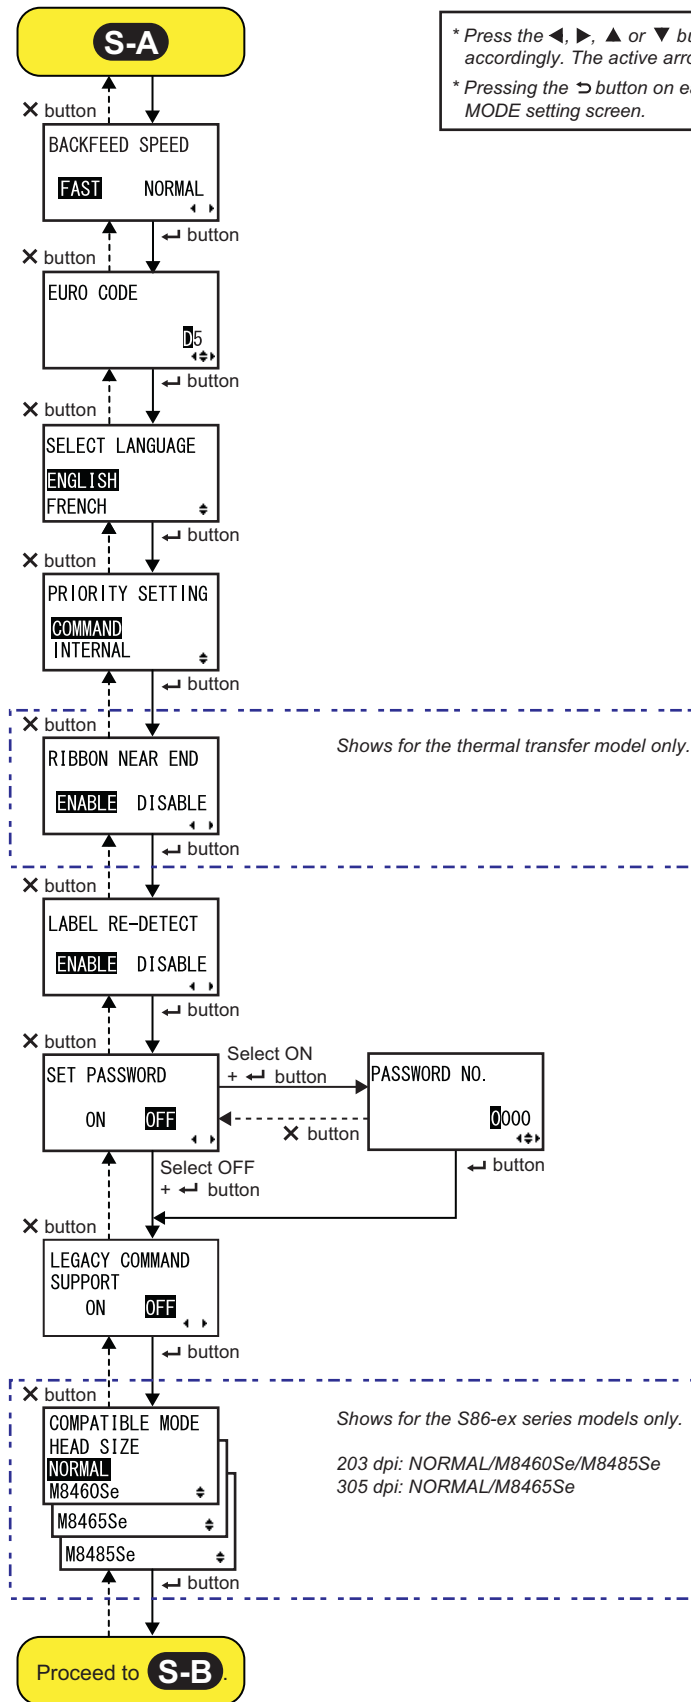 S-A
* Press the ◀, ▶, ▲ or ▼ bu
accordingly. The active arro
* Pressing the ⮌ button on ea
MODE setting screen.
✕ button
BACKFEED SPEED
FAST NORMAL
↵ button
✕ button
EURO CODE
D5
↵ button
✕ button
SELECT LANGUAGE
ENGLISH
FRENCH
↵ button
✕ button
PRIORITY SETTING
COMMAND
INTERNAL
↵ button
✕ button
Shows for the thermal transfer model only.
RIBBON NEAR END
ENABLE DISABLE
↵ button
✕ button
LABEL RE-DETECT
ENABLE DISABLE
↵ button
✕ button
SET PASSWORD
ON OFF
Select ON
+ ↵ button
PASSWORD NO.
0000
✕ button
↵ button
Select OFF
+ ↵ button
✕ button
LEGACY COMMAND
SUPPORT
ON OFF
↵ button
✕ button
COMPATIBLE MODE
HEAD SIZE
NORMAL
M8460Se
M8465Se
M8485Se
Shows for the S86-ex series models only.
203 dpi: NORMAL/M8460Se/M8485Se
305 dpi: NORMAL/M8465Se
↵ button
Proceed to S-B.